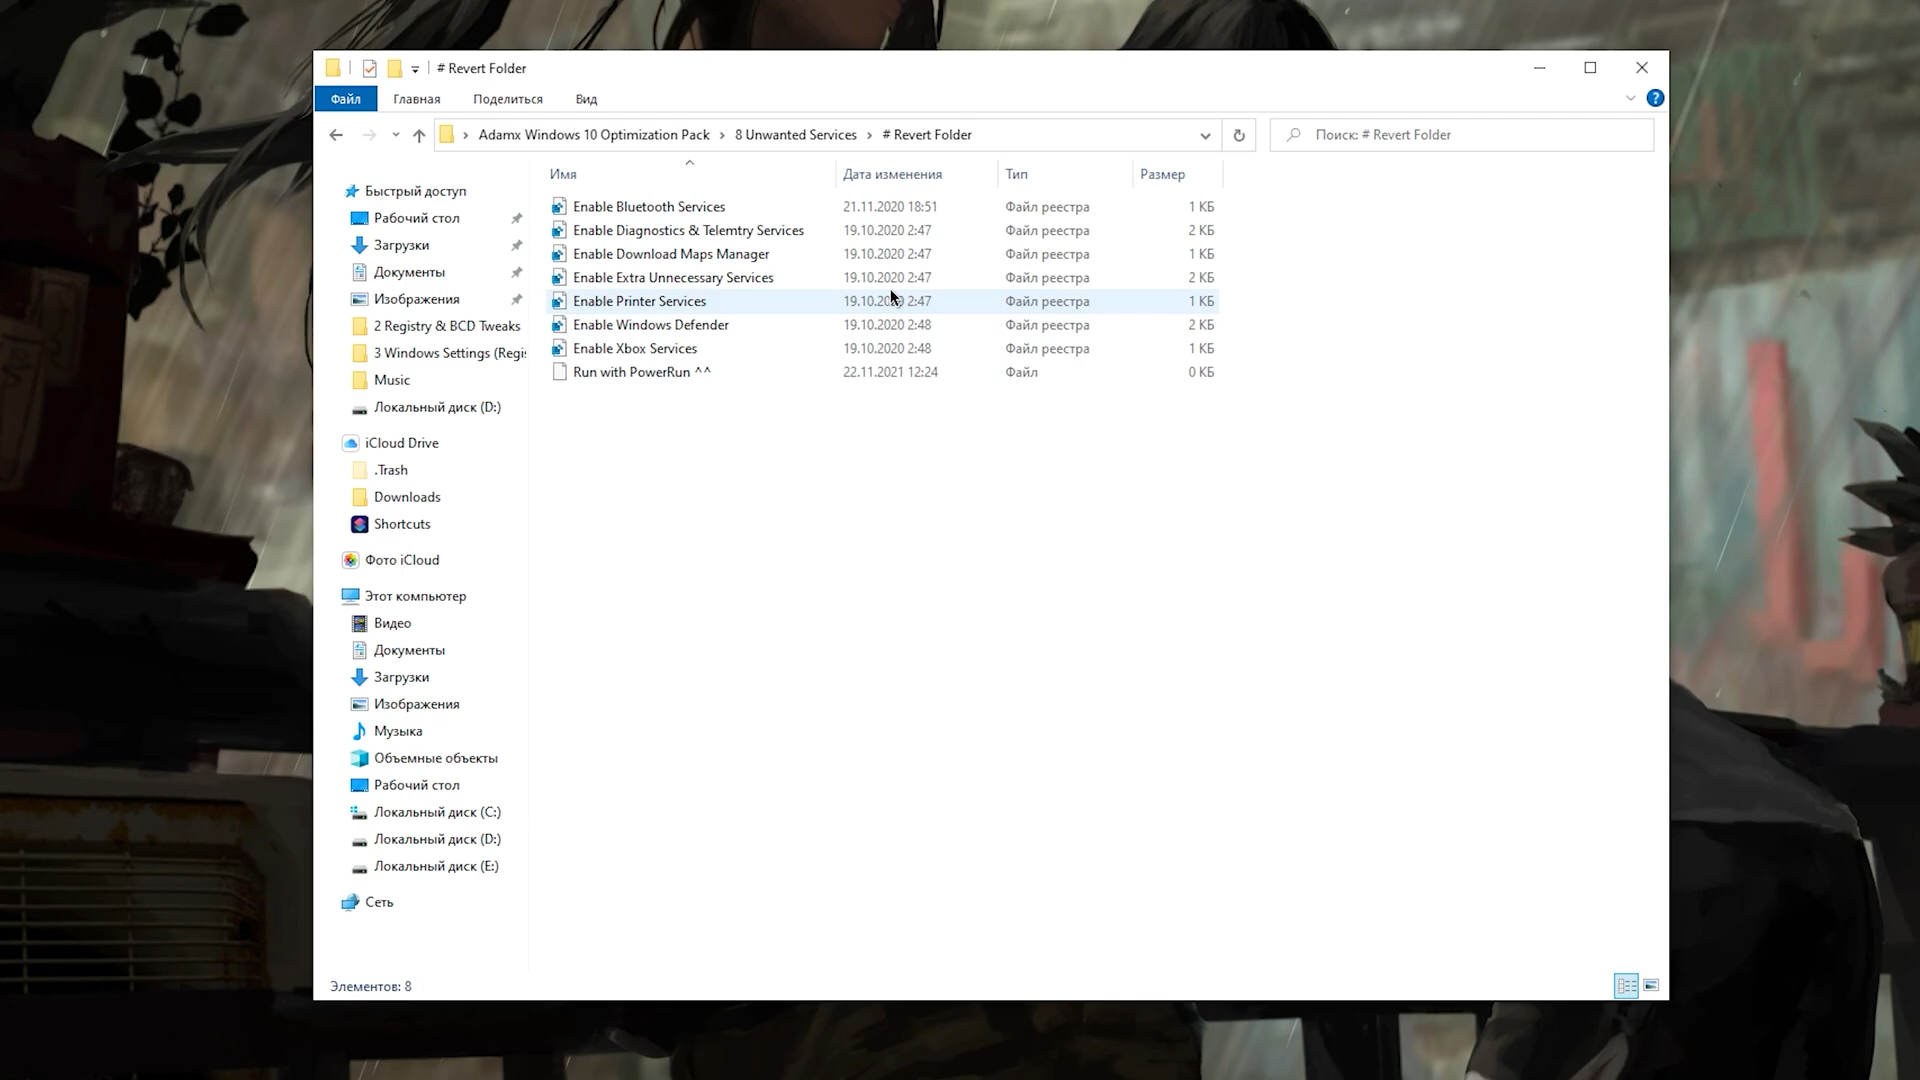 # Revert Folder
Файл Главная Поделиться Вид
Adamx Windows 10 Optimization Pack › 8 Unwanted Services › # Revert Folder
Поиск: # Revert Folder
Имя Дата изменения Тип Размер
Enable Bluetooth Services 21.11.2020 18:51 Файл реестра 1 КБ
Enable Diagnostics & Telemtry Services 19.10.2020 2:47 Файл реестра 2 КБ
Enable Download Maps Manager 19.10.2020 2:47 Файл реестра 1 КБ
Enable Extra Unnecessary Services 19.10.2020 2:47 Файл реестра 2 КБ
Enable Printer Services 19.10.2020 2:47 Файл реестра 1 КБ
Enable Windows Defender 19.10.2020 2:48 Файл реестра 2 КБ
Enable Xbox Services 19.10.2020 2:48 Файл реестра 1 КБ
Run with PowerRun ^^ 22.11.2021 12:24 Файл 0 КБ
Быстрый доступ
Рабочий стол
Загрузки
Документы
Изображения
2 Registry & BCD Tweaks
3 Windows Settings (Regis
Music
Локальный диск (D:)
iCloud Drive
.Trash
Downloads
Shortcuts
Фото iCloud
Этот компьютер
Видео
Документы
Загрузки
Изображения
Музыка
Объемные объекты
Рабочий стол
Локальный диск (C:)
Локальный диск (D:)
Локальный диск (E:)
Сеть
Элементов: 8